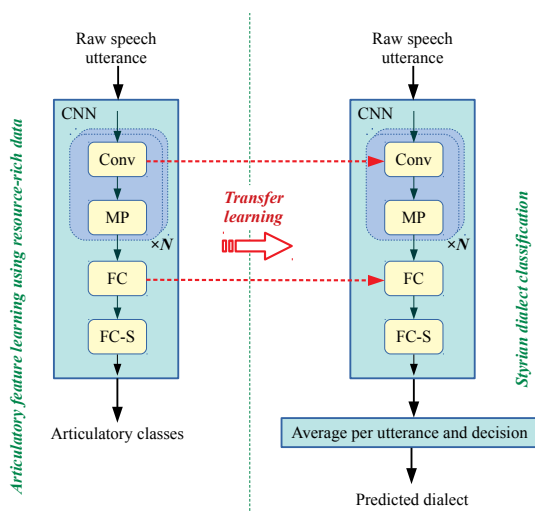 Articulatory feature learning using resource-rich data
Raw speech
utterance
CNN
Conv
MP
×N
FC
FC-S
Articulatory classes
Transfer
learning
Raw speech
utterance
CNN
Conv
MP
×N
FC
FC-S
Average per utterance and decision
Predicted dialect
Styrian dialect classification